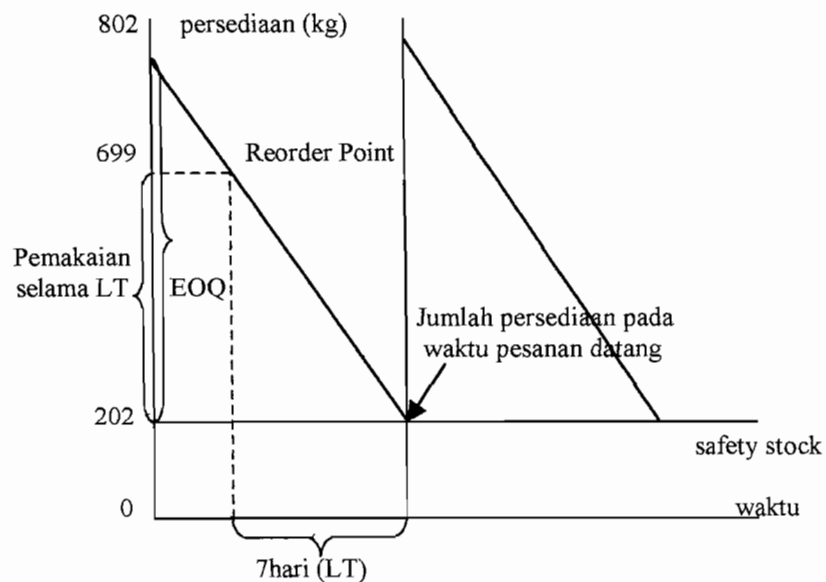 802
persediaan (kg)
699
Reorder Point
Pemakaian
selama LT
EOQ
Jumlah persediaan pada
waktu pesanan datang
202
safety stock
0
waktu
7hari (LT)